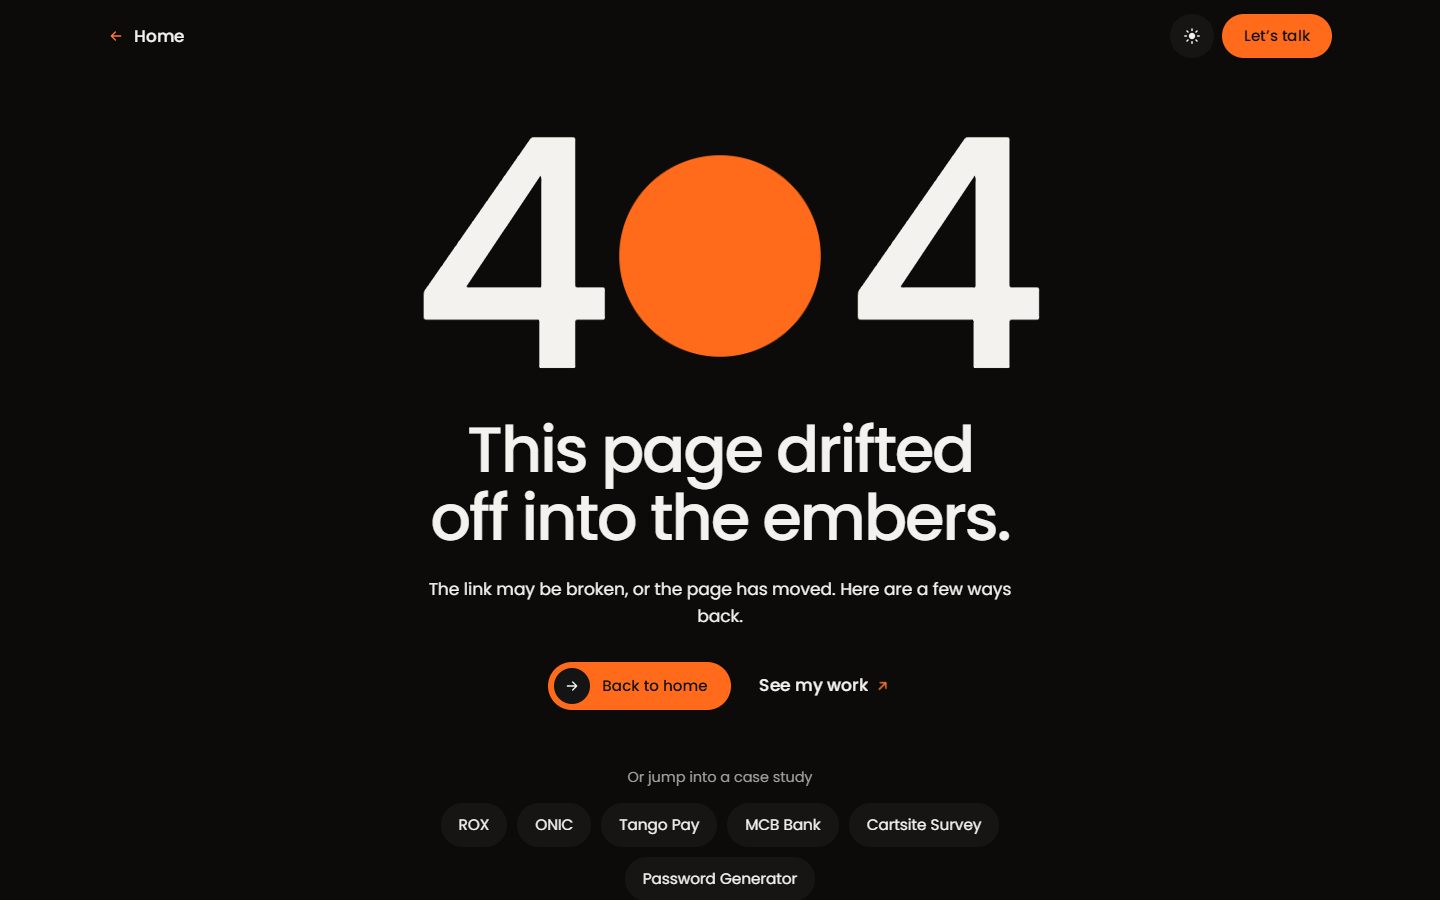 Home
Let’s talk
4 4
This page drifted
off into the embers.
The link may be broken, or the page has moved. Here are a few ways
back.
Back to home
See my work
Or jump into a case study
ROX
ONIC
Tango Pay
MCB Bank
Cartsite Survey
Password Generator